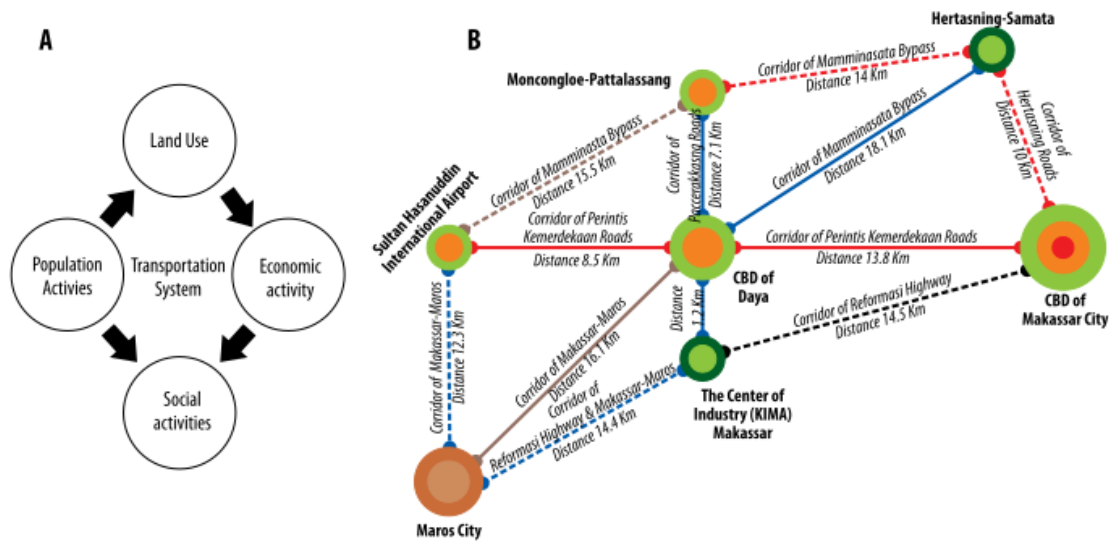 A
Land Use
Population
Activies
Transportation
System
Economic
activity
Social
activities
B
Hertasning-Samata
Moncongloe-Pattalassang
Corridor of Mamminasata Bypass
Distance 14 Km
Corridor of
Hertasning Roads
Distance 10 Km
Corridor of Mamminasta Bypass
Distance 15.5 Km
Corridor of
Paccerakkasng Roads
Distance 7.1 Km
Corridor of Mamminasata Bypass
Distance 18.1 Km
Sultan Hasanuddin
International Airport
Corridor of Perintis
Kemerdekaan Roads
Distance 8.5 Km
Corridor of Perintis Kemerdekaan Roads
Distance 13.8 Km
CBD of
Daya
CBD of
Makassar City
Corridor of Makassar-Maros
Distance 12.3 Km
Corridor of Makassar-Maros
Distance 16.1 Km
Distance
1.2 Km
Corridor of Reformasi Highway
Distance 14.5 Km
Corridor of
Reformasi Highway & Makassar-Maros
Distance 14.4 Km
The Center of
Industry (KIMA)
Makassar
Maros City